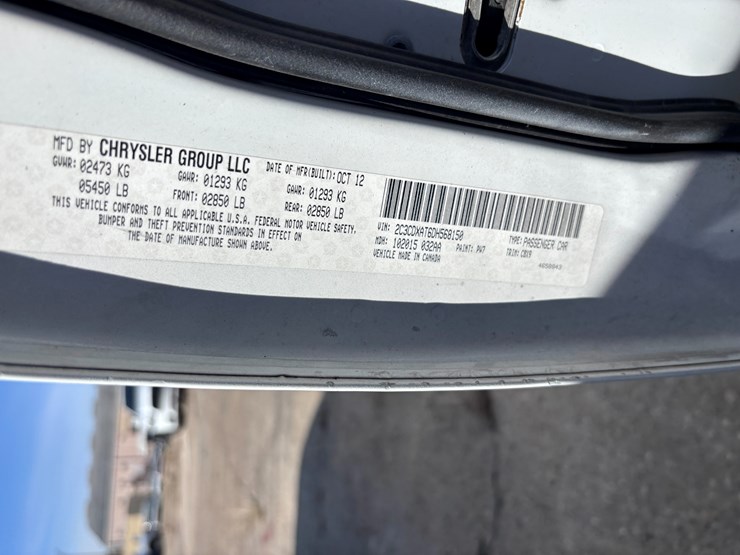 MFD BY CHRYSLER GROUP LLC DATE OF MFR(BUILT): OCT 12
GVWR: 02473 KG GAWR: 01293 KG GAWR: 01293 KG
05450 LB FRONT: 02850 LB REAR: 02850 LB
THIS VEHICLE CONFORMS TO ALL APPLICABLE U.S.A. FEDERAL MOTOR VEHICLE SAFETY,
BUMPER AND THEFT PREVENTION STANDARDS IN EFFECT ON
THE DATE OF MANUFACTURE SHOWN ABOVE.
VIN: 2C3CDXAT6DH568150 TYPE: PASSENGER CAR
MDH: 102015 032AA PAINT: PW7 TRIM: CDX9
VEHICLE MADE IN CANADA